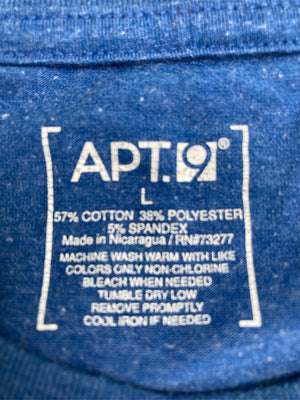 APT.9®
L
57% COTTON 38% POLYESTER
5% SPANDEX
Made in Nicaragua / RN#73277
MACHINE WASH WARM WITH LIKE
COLORS ONLY NON-CHLORINE
BLEACH WHEN NEEDED
TUMBLE DRY LOW
REMOVE PROMPTLY
COOL IRON IF NEEDED